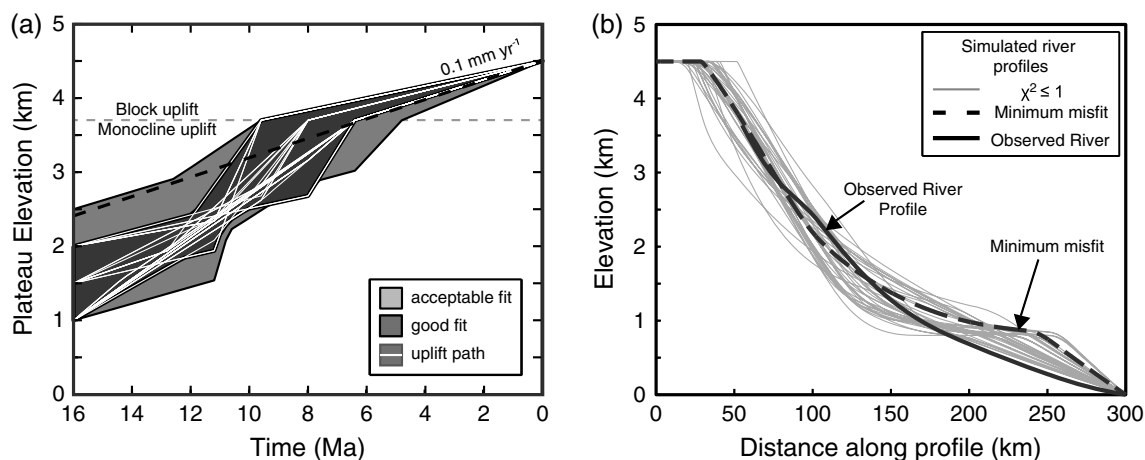 (a)
5
4
3
2
1
0
Plateau Elevation (km)
0.1 mm yr⁻¹
Block uplift
Monocline uplift
acceptable fit
good fit
uplift path
16
14
12
10
8
6
4
2
0
Time (Ma)
(b)
5
4
3
2
1
0
Elevation (km)
Simulated river
profiles
χ² ≤ 1
Minimum misfit
Observed River
Observed River
Profile
Minimum misfit
0
50
100
150
200
250
300
Distance along profile (km)